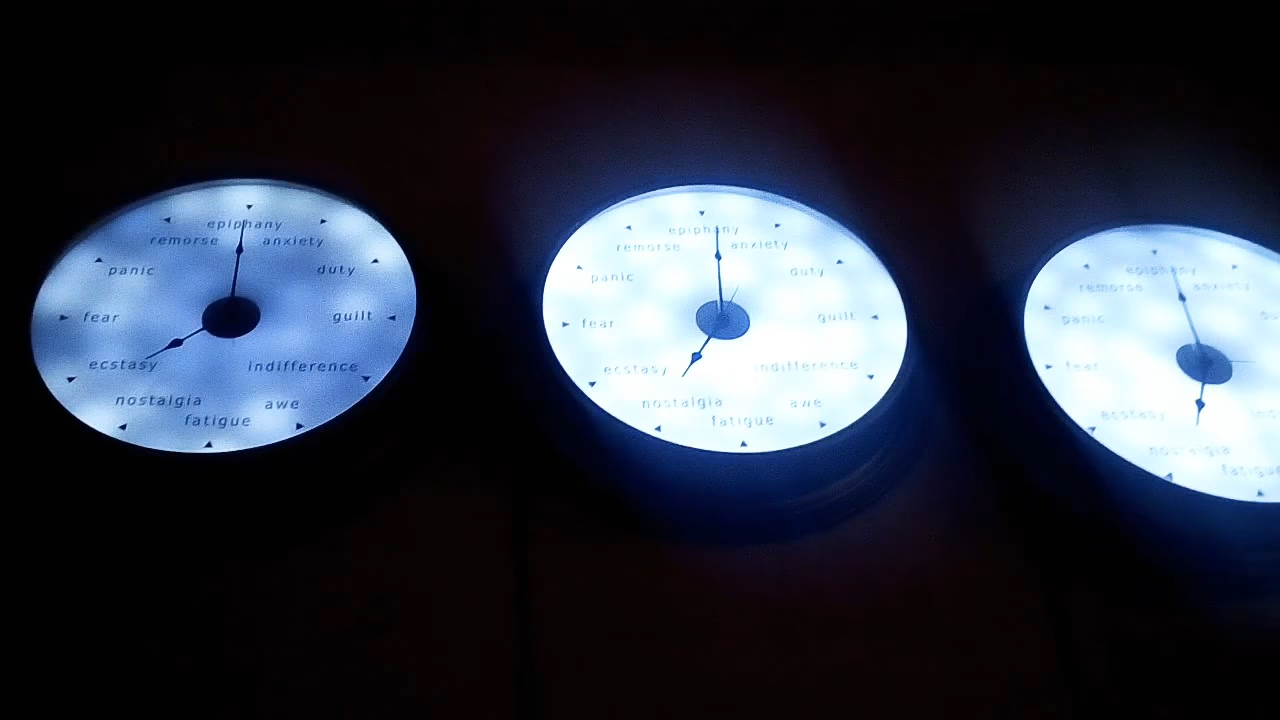 epiphany
remorse anxiety
panic duty
fear guilt
ecstasy indifference
nostalgia awe
fatigue
epiphany
remorse anxiety
panic duty
fear guilt
ecstasy indifference
nostalgia awe
fatigue
epiphany
remorse anxiety
panic
fear
ecstasy
nostalgia
fatigue